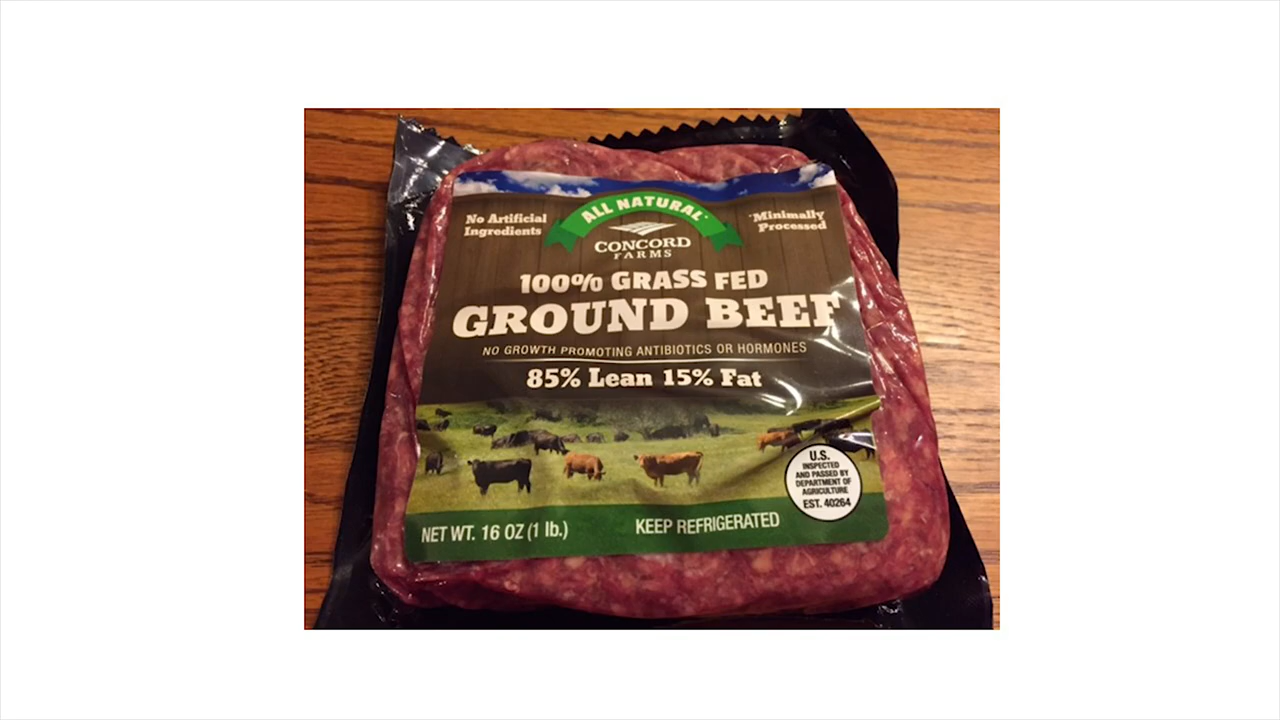 ALL NATURAL*
No Artificial
Ingredients
CONCORD
FARMS
*Minimally
Processed
100% GRASS FED
GROUND BEEF
NO GROWTH PROMOTING ANTIBIOTICS OR HORMONES
85% Lean 15% Fat
U.S.
INSPECTED
AND PASSED BY
DEPARTMENT OF
AGRICULTURE
EST. 40264
NET WT. 16 OZ (1 lb.)
KEEP REFRIGERATED